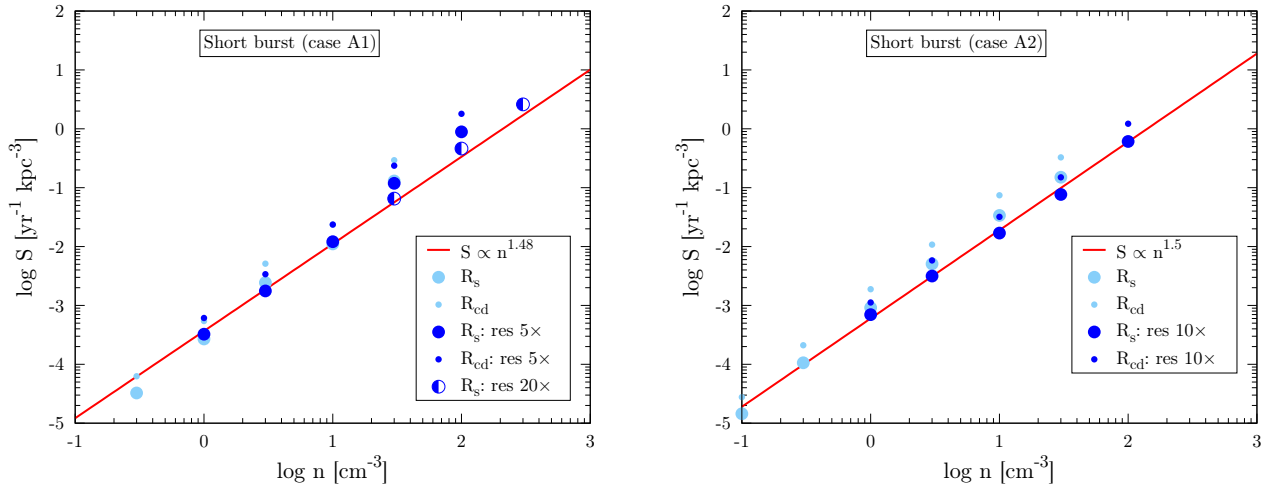 Short burst (case A1)
log S [yr⁻¹ kpc⁻³]
2
1
0
-1
-2
-3
-4
-5
S ∝ n¹·⁴⁸
R_s
R_cd
R_s: res 5×
R_cd: res 5×
R_s: res 20×
-1 0 1 2 3
log n [cm⁻³]
Short burst (case A2)
log S [yr⁻¹ kpc⁻³]
2
1
0
-1
-2
-3
-4
-5
S ∝ n¹·⁵
R_s
R_cd
R_s: res 10×
R_cd: res 10×
-1 0 1 2 3
log n [cm⁻³]